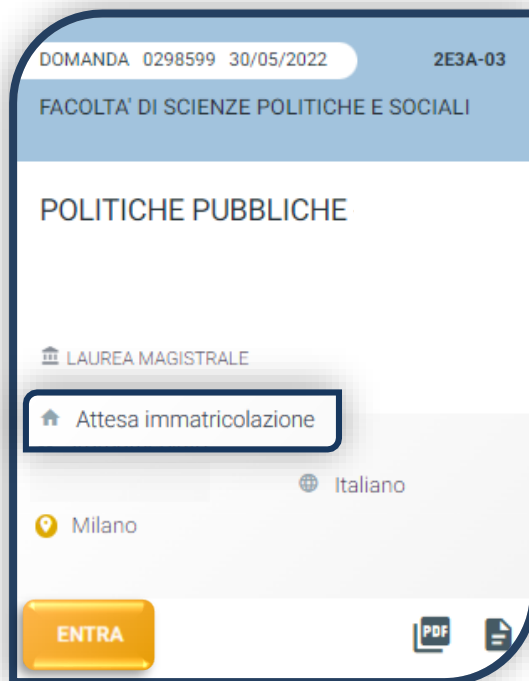 DOMANDA 0298599 30/05/2022 2E3A-03
FACOLTA' DI SCIENZE POLITICHE E SOCIALI
POLITICHE PUBBLICHE
LAUREA MAGISTRALE
Attesa immatricolazione
Italiano
Milano
ENTRA PDF